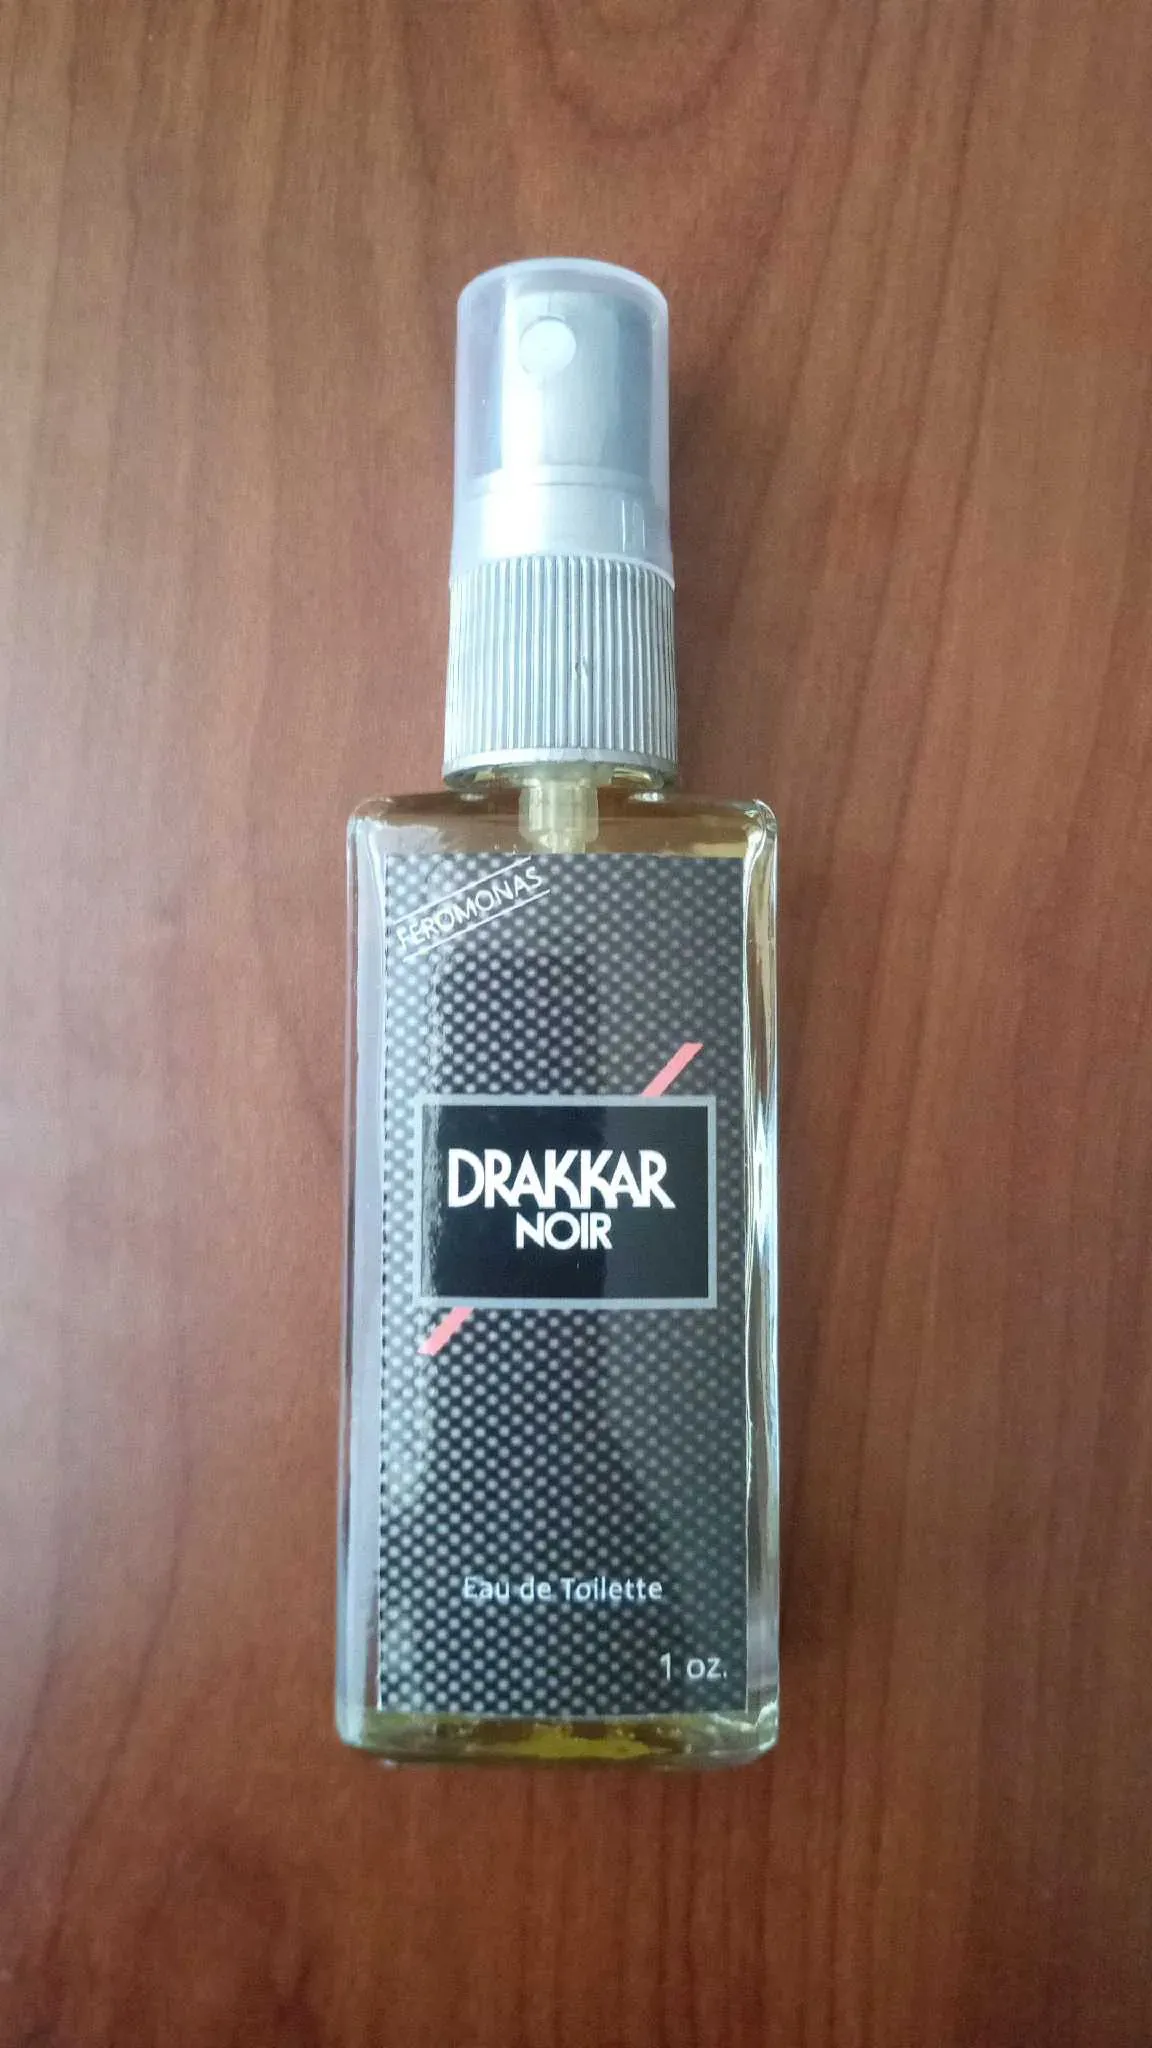 FEROMONAS
DRAKKAR
NOIR
Eau de Toilette
1 oz.